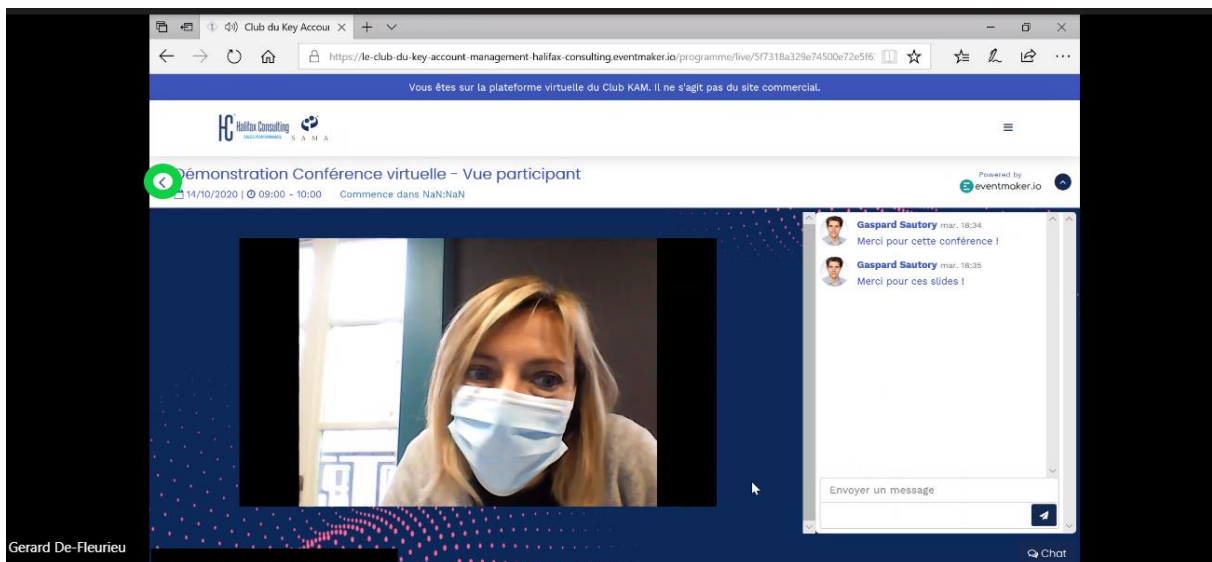 Club du Key Accour
https://le-club-du-key-account-management-halifax-consulting.eventmaker.io/programme/live/5f7318a329e74500e72e5f6
Vous êtes sur la plateforme virtuelle du Club KAM. Il ne s'agit pas du site commercial.
HC Halifax Consulting
SALES PERFORMANCE
S A M A
Démonstration Conférence virtuelle - Vue participant
14/10/2020 | 09:00 - 10:00 Commence dans NaN:NaN
Powered by
eventmaker.io
Gaspard Sautory mar. 18:34
Merci pour cette conférence !
Gaspard Sautory mar. 18:35
Merci pour ces slides !
Envoyer un message
Chat
Gerard De-Fleurieu